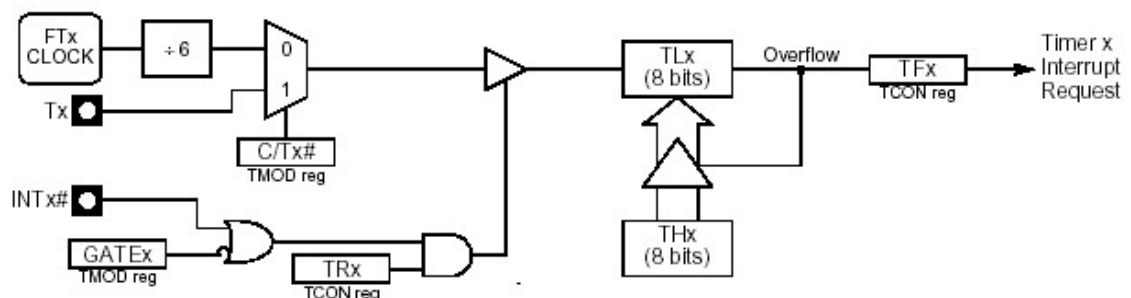 FTx
CLOCK
÷6
0
1
Tx
C/Tx#
TMOD reg
INTx#
GATEx
TMOD reg
TRx
TCON reg
TLx
(8 bits)
Overflow
TFx
TCON reg
Timer x
Interrupt
Request
THx
(8 bits)